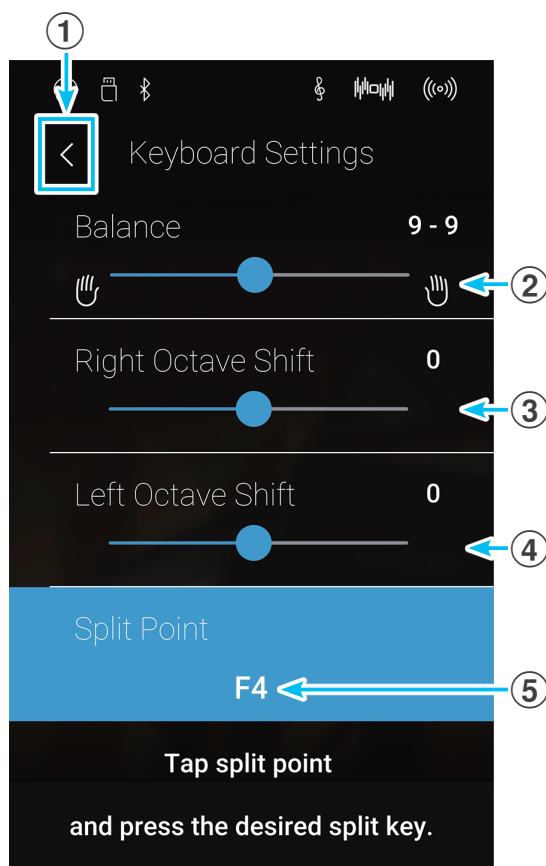 1
Keyboard Settings
Balance 9 - 9
2
Right Octave Shift 0
3
Left Octave Shift 0
4
Split Point
F4
5
Tap split point
and press the desired split key.